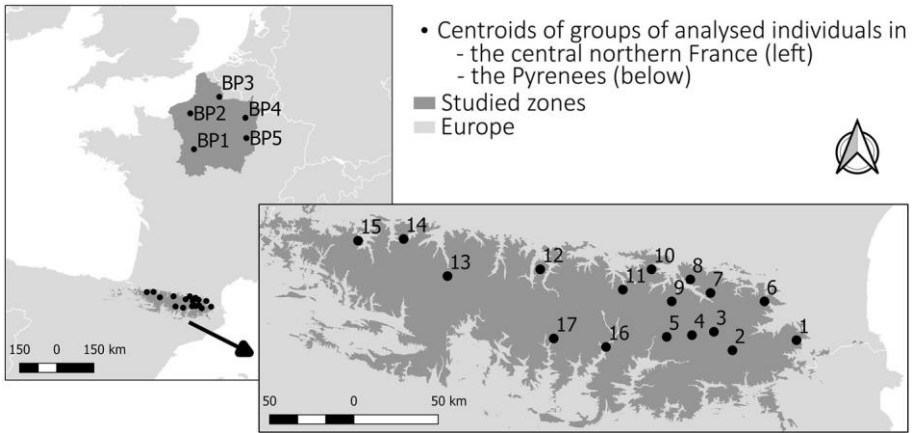 • Centroids of groups of analysed individuals in
- the central northern France (left)
- the Pyrenees (below)
Studied zones
Europe
BP3
BP2
BP4
BP1
BP5
150 0 150 km
15
14
13
12
10
11
8
9
7
6
5
4
3
2
1
17
16
50 0 50 km